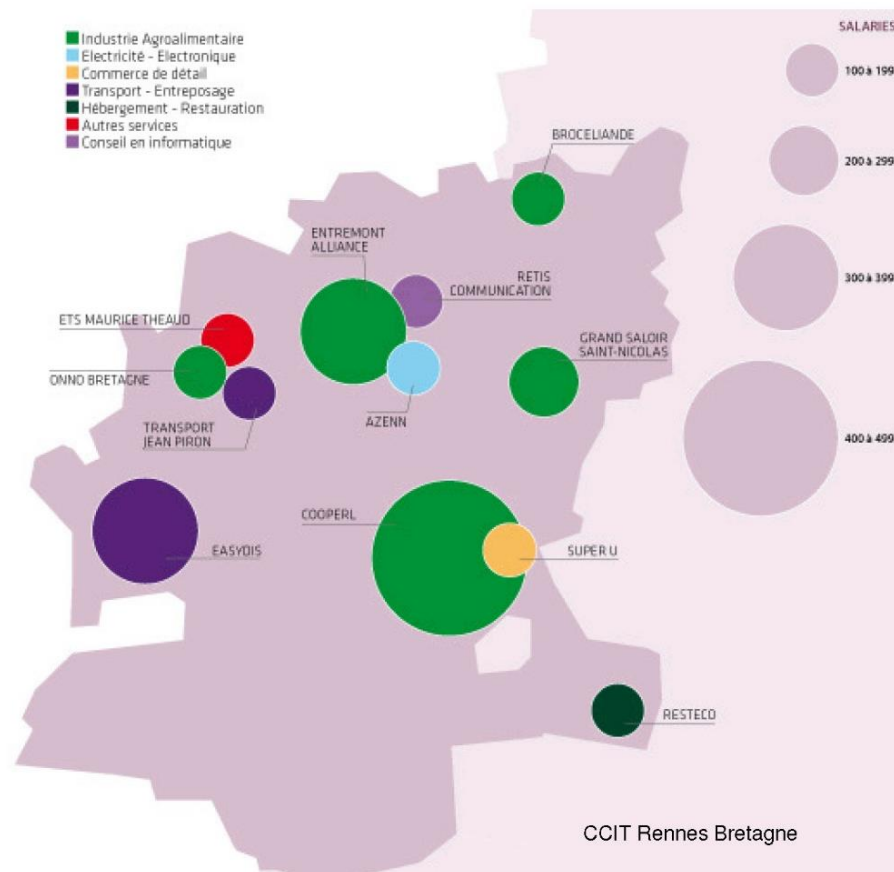 Industrie Agroalimentaire
Electricité - Electronique
Commerce de détail
Transport - Entreposage
Hébergement - Restauration
Autres services
Conseil en informatique
SALARIES
100 à 199
200 à 299
300 à 399
400 à 499
BROCELIANDE
ENTREMONT
ALLIANCE
RETIS
COMMUNICATION
ETS MAURICE THEAUD
GRAND SALOIR
SAINT-NICOLAS
ONNO BRETAGNE
AZENN
TRANSPORT
JEAN PIRON
COOPERL
EASYDIS
SUPER U
RESTECO
CCIT Rennes Bretagne